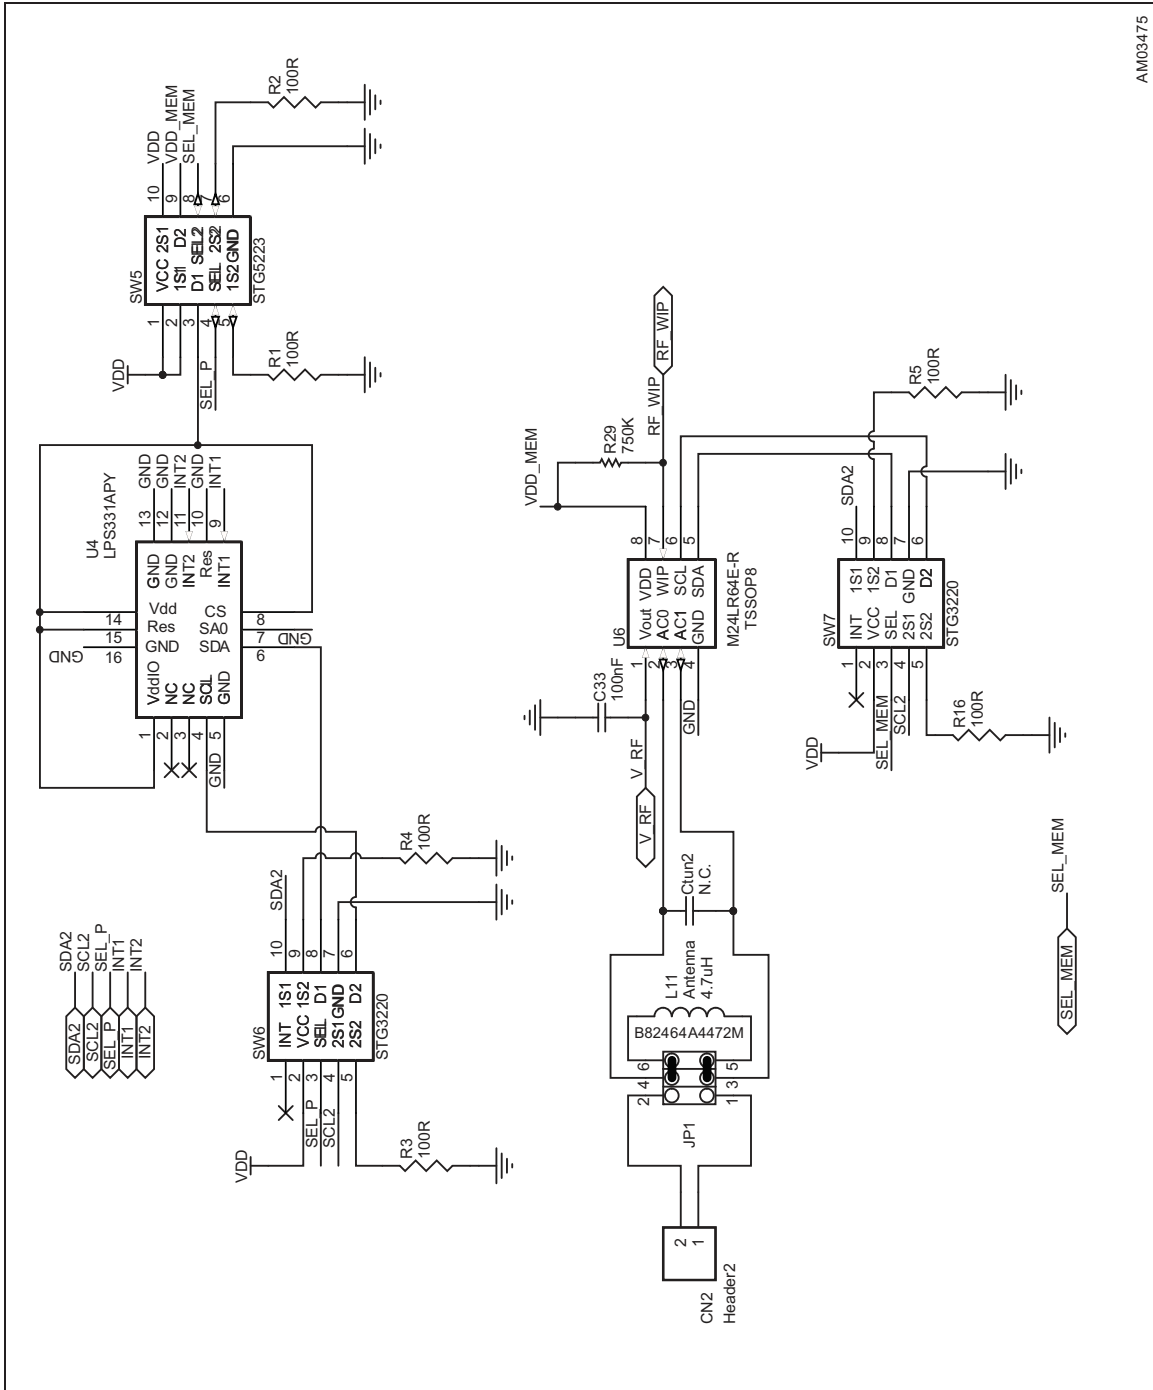 AM03475
SDA2
SCL2
SEL_P
INT1
INT2
SDA2
SCL2
SEL_P
INT1
INT2
U4
LPS331APY
VddIO
NC
NC
SCL
GND
1
2
3
4
5
GND
GND
GND
INT2
Res
INT1
13
12
11
10
9
GND
GND
INT2
GND
INT1
Vdd
Res
GND
14
15
16
GND
CS
SA0
SDA
8
7
6
GND
SW5
STG5223
VCC 2S1
1S1 D2
D1 SEL2
SEL 2S2
1S2 GND
1
2
3
4
5
10
9
8
7
6
VDD
VDD_MEM
SEL_MEM
VDD
SEL_P
R1
100R
R2
100R
SW6
STG3220
INT 1S1
VCC 1S2
SEL D1
2S1 GND
2S2 D2
1
2
3
4
5
10
9
8
7
6
SDA2
VDD
SEL_P
SCL2
R3
100R
R4
100R
CN2
Header2
2
1
JP1
2
4
6
1
3
5
B82464A4472M
L11
Antenna
4.7uH
Ctun2
N.C.
V_RF
V_RF
C33
100nF
GND
U6
M24LR64E-R
TSSOP8
Vout VDD
AC0 WIP
AC1 SCL
GND SDA
1
2
3
4
8
7
6
5
VDD_MEM
R29
750K
RF_WIP
RF_WIP
SW7
STG3220
INT 1S1
VCC 1S2
SEL D1
2S1 GND
2S2 D2
1
2
3
4
5
10
9
8
7
6
SDA2
VDD
SEL_MEM
SCL2
R16
100R
R5
100R
SEL_MEM
SEL_MEM